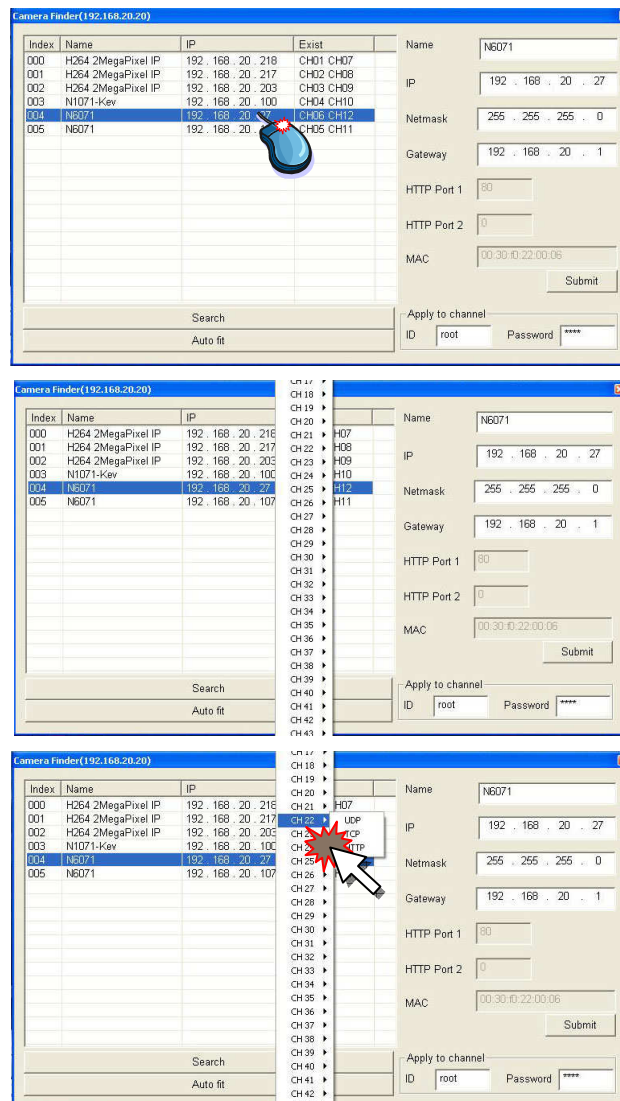 Camera Finder(192.168.20.20)
Index Name IP Exist
000 H264 2MegaPixel IP 192 . 168 . 20 . 218 CH01 CH07
001 H264 2MegaPixel IP 192 . 168 . 20 . 217 CH02 CH08
002 H264 2MegaPixel IP 192 . 168 . 20 . 203 CH03 CH09
003 N1071-Kev 192 . 168 . 20 . 100 CH04 CH10
004 N6071 192 . 168 . 20 . 27 CH06 CH12
005 N6071 192 . 168 . 20 . CH05 CH11
Search
Auto fit
Name N6071
IP 192 . 168 . 20 . 27
Netmask 255 . 255 . 255 . 0
Gateway 192 . 168 . 20 . 1
HTTP Port 1 80
HTTP Port 2 0
MAC 00:30:f0:22:00:06
Submit
Apply to channel
ID root Password ****
Camera Finder(192.168.20.20)
Index Name IP
000 H264 2MegaPixel IP 192 . 168 . 20 . 218 H07
001 H264 2MegaPixel IP 192 . 168 . 20 . 217 H08
002 H264 2MegaPixel IP 192 . 168 . 20 . 203 H09
003 N1071-Kev 192 . 168 . 20 . 100 H10
004 N6071 192 . 168 . 20 . 27 H12
005 N6071 192 . 168 . 20 . 107 H11
Search
Auto fit
CH 17
CH 18
CH 19
CH 20
CH 21
CH 22
CH 23
CH 24
CH 25
CH 26
CH 27
CH 28
CH 29
CH 30
CH 31
CH 32
CH 33
CH 34
CH 35
CH 36
CH 37
CH 38
CH 39
CH 40
CH 41
CH 42
CH 43
Name N6071
IP 192 . 168 . 20 . 27
Netmask 255 . 255 . 255 . 0
Gateway 192 . 168 . 20 . 1
HTTP Port 1 80
HTTP Port 2 0
MAC 00:30:f0:22:00:06
Submit
Apply to channel
ID root Password ****
Camera Finder(192.168.20.20)
Index Name IP
000 H264 2MegaPixel IP 192 . 168 . 20 . 218 H07
001 H264 2MegaPixel IP 192 . 168 . 20 . 217
002 H264 2MegaPixel IP 192 . 168 . 20 . 203
003 N1071-Kev 192 . 168 . 20 . 100
004 N6071 192 . 168 . 20 . 27
005 N6071 192 . 168 . 20 . 107
Search
Auto fit
CH 17
CH 18
CH 19
CH 20
CH 21
CH 22
UDP
TCP
HTTP
CH 25
CH 26
CH 27
CH 28
CH 29
CH 30
CH 31
CH 32
CH 33
CH 34
CH 35
CH 36
CH 37
CH 38
CH 39
CH 40
CH 41
CH 42
Name N6071
IP 192 . 168 . 20 . 27
Netmask 255 . 255 . 255 . 0
Gateway 192 . 168 . 20 . 1
HTTP Port 1 80
HTTP Port 2 0
MAC 00:30:f0:22:00:06
Submit
Apply to channel
ID root Password ****